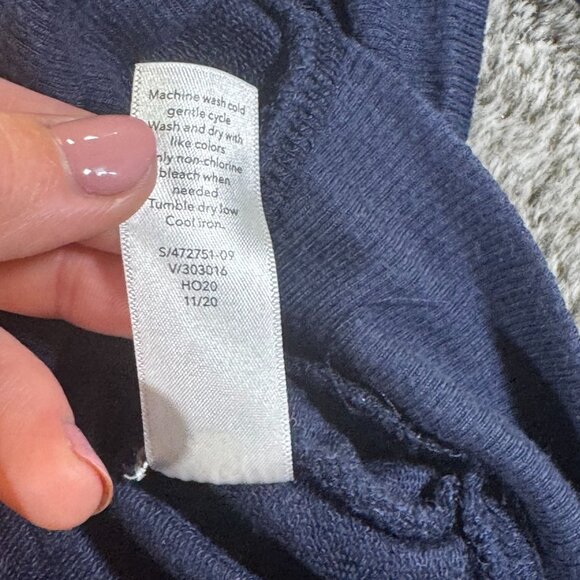 Machine wash cold
gentle cycle
Wash and dry with
like colors
only non-chlorine
bleach when
needed
Tumble dry low
Cool iron.
S/472751-09
V/303016
HO20
11/20